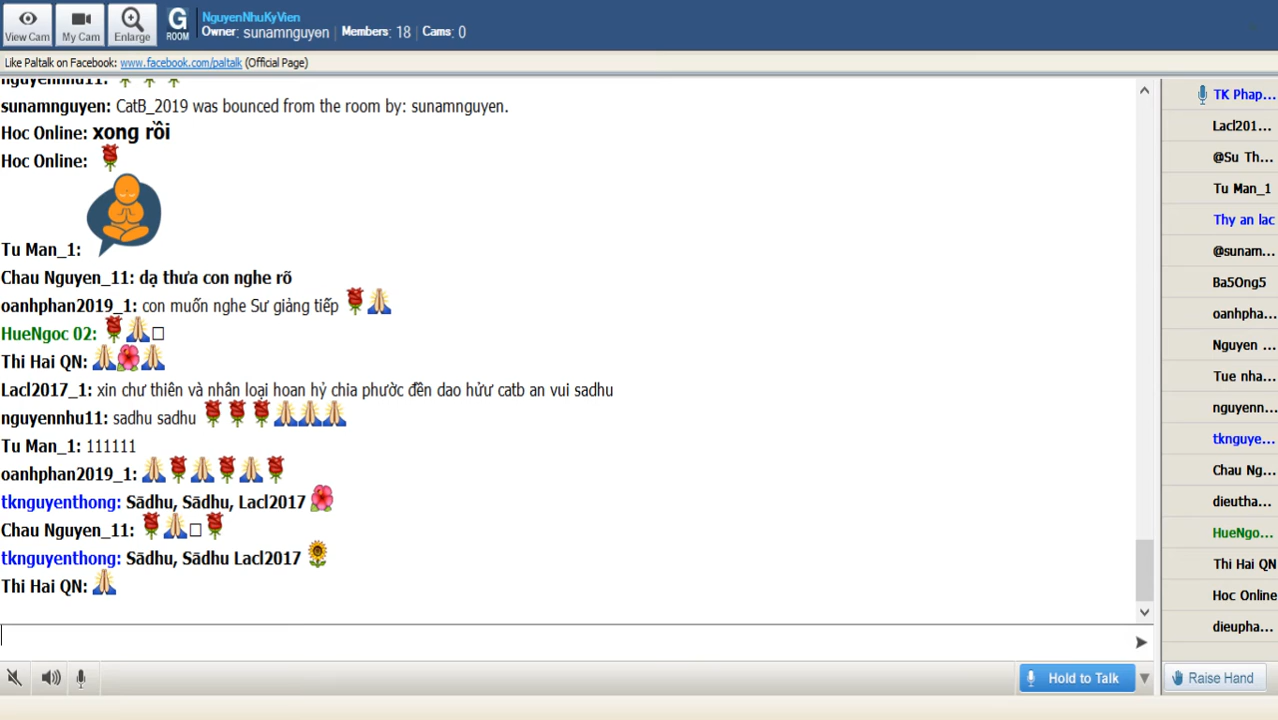 View Cam
My Cam
Enlarge
G
ROOM
NguyenNhuKyVien
Owner: sunamnguyen | Members: 18 | Cams: 0
Like Paltalk on Facebook: www.facebook.com/paltalk (Official Page)
nguyennhu11:
sunamnguyen: CatB_2019 was bounced from the room by: sunamnguyen.
Hoc Online: xong rồi
Hoc Online:
Tu Man_1:
Chau Nguyen_11: dạ thưa con nghe rõ
oanhphan2019_1: con muốn nghe Sư giảng tiếp
HueNgoc 02:
Thi Hai QN:
Lacl2017_1: xin chư thiên và nhân loại hoan hỷ chia phước đến dao hửư catb an vui sadhu
nguyennhu11: sadhu sadhu
Tu Man_1: 111111
oanhphan2019_1:
tknguyenthong: Sādhu, Sādhu, Lacl2017
Chau Nguyen_11:
tknguyenthong: Sādhu, Sādhu Lacl2017
Thi Hai QN:
TK Phap...
Lacl201...
@Su Th...
Tu Man_1
Thy an lac
@sunam...
Ba5Ong5
oanhpha...
Nguyen ...
Tue nha...
nguyenn...
tknguye...
Chau Ng...
dieutha...
HueNgo...
Thi Hai QN
Hoc Online
dieupha...
Hold to Talk
Raise Hand